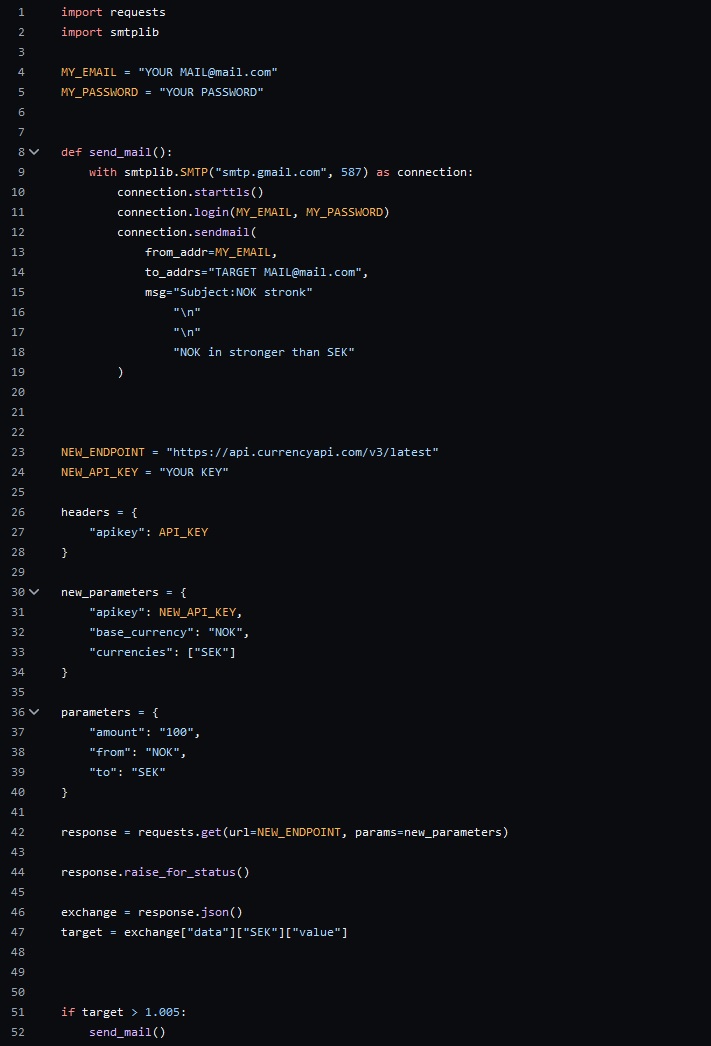 1 import requests
2 import smtplib
3
4 MY_EMAIL = "YOUR MAIL@mail.com"
5 MY_PASSWORD = "YOUR PASSWORD"
6
7
8 def send_mail():
9     with smtplib.SMTP("smtp.gmail.com", 587) as connection:
10         connection.starttls()
11         connection.login(MY_EMAIL, MY_PASSWORD)
12         connection.sendmail(
13             from_addr=MY_EMAIL,
14             to_addrs="TARGET MAIL@mail.com",
15             msg="Subject:NOK stronk"
16                 "\n"
17                 "\n"
18                 "NOK in stronger than SEK"
19         )
20
21
22
23 NEW_ENDPOINT = "https://api.currencyapi.com/v3/latest"
24 NEW_API_KEY = "YOUR KEY"
25
26 headers = {
27     "apikey": API_KEY
28 }
29
30 new_parameters = {
31     "apikey": NEW_API_KEY,
32     "base_currency": "NOK",
33     "currencies": ["SEK"]
34 }
35
36 parameters = {
37     "amount": "100",
38     "from": "NOK",
39     "to": "SEK"
40 }
41
42 response = requests.get(url=NEW_ENDPOINT, params=new_parameters)
43
44 response.raise_for_status()
45
46 exchange = response.json()
47 target = exchange["data"]["SEK"]["value"]
48
49
50
51 if target > 1.005:
52     send_mail()